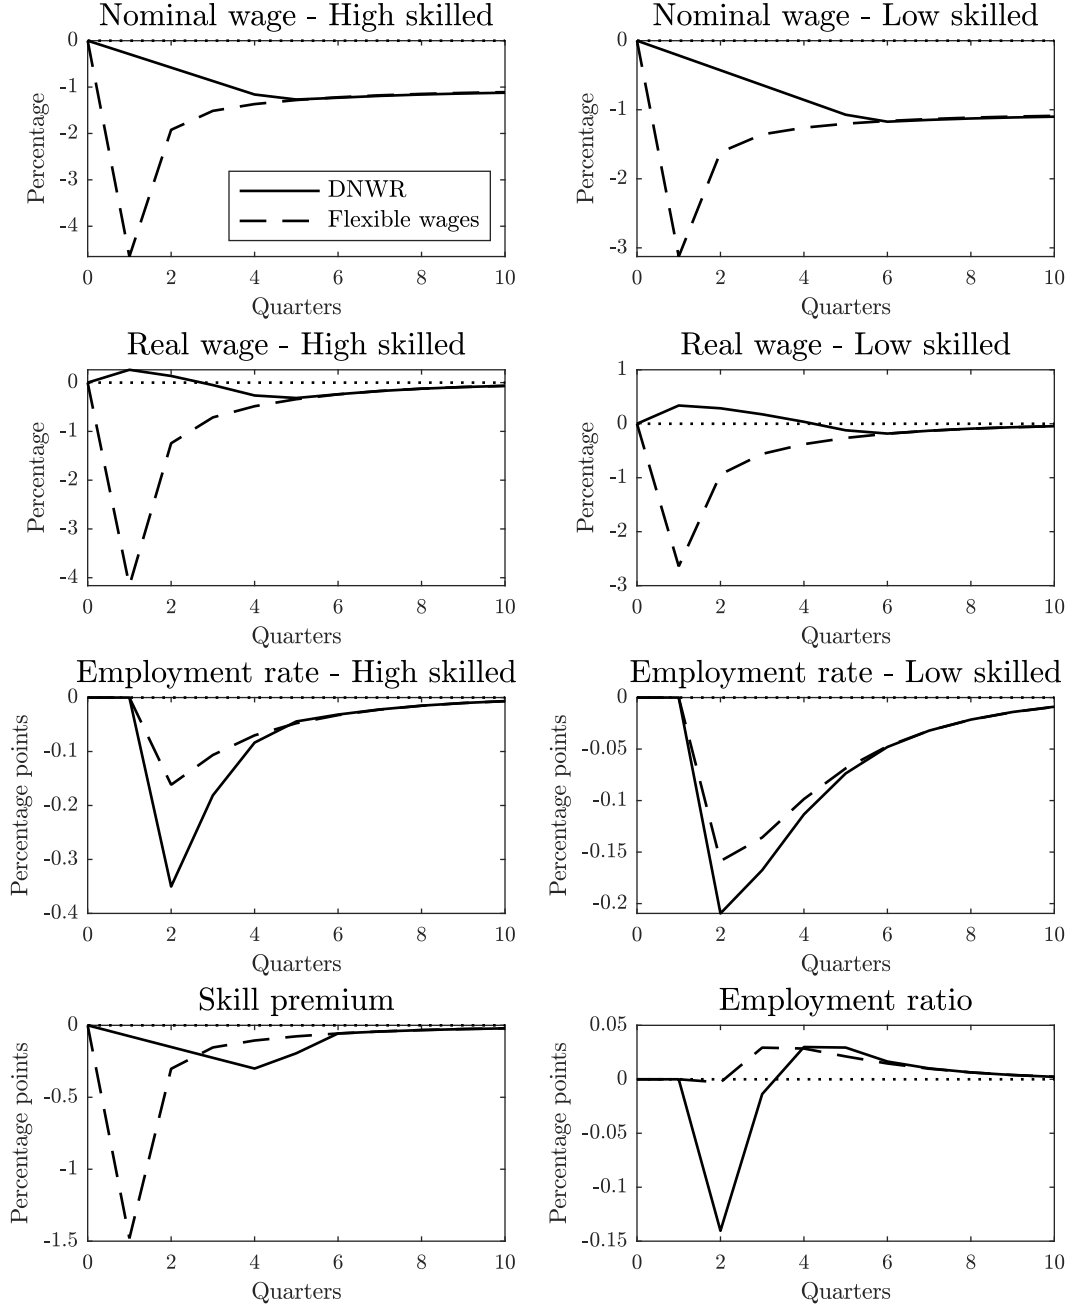 Nominal wage - High skilled
0
-1
-2
-3
-4
Percentage
DNWR
Flexible wages
0 2 4 6 8 10
Quarters
Nominal wage - Low skilled
0
-1
-2
-3
Percentage
0 2 4 6 8 10
Quarters
Real wage - High skilled
0
-1
-2
-3
-4
Percentage
0 2 4 6 8 10
Quarters
Real wage - Low skilled
1
0
-1
-2
-3
Percentage
0 2 4 6 8 10
Quarters
Employment rate - High skilled
0
-0.1
-0.2
-0.3
-0.4
Percentage points
0 2 4 6 8 10
Quarters
Employment rate - Low skilled
0
-0.05
-0.1
-0.15
-0.2
Percentage points
0 2 4 6 8 10
Quarters
Skill premium
0
-0.5
-1
-1.5
Percentage points
0 2 4 6 8 10
Quarters
Employment ratio
0.05
0
-0.05
-0.1
-0.15
Percentage points
0 2 4 6 8 10
Quarters